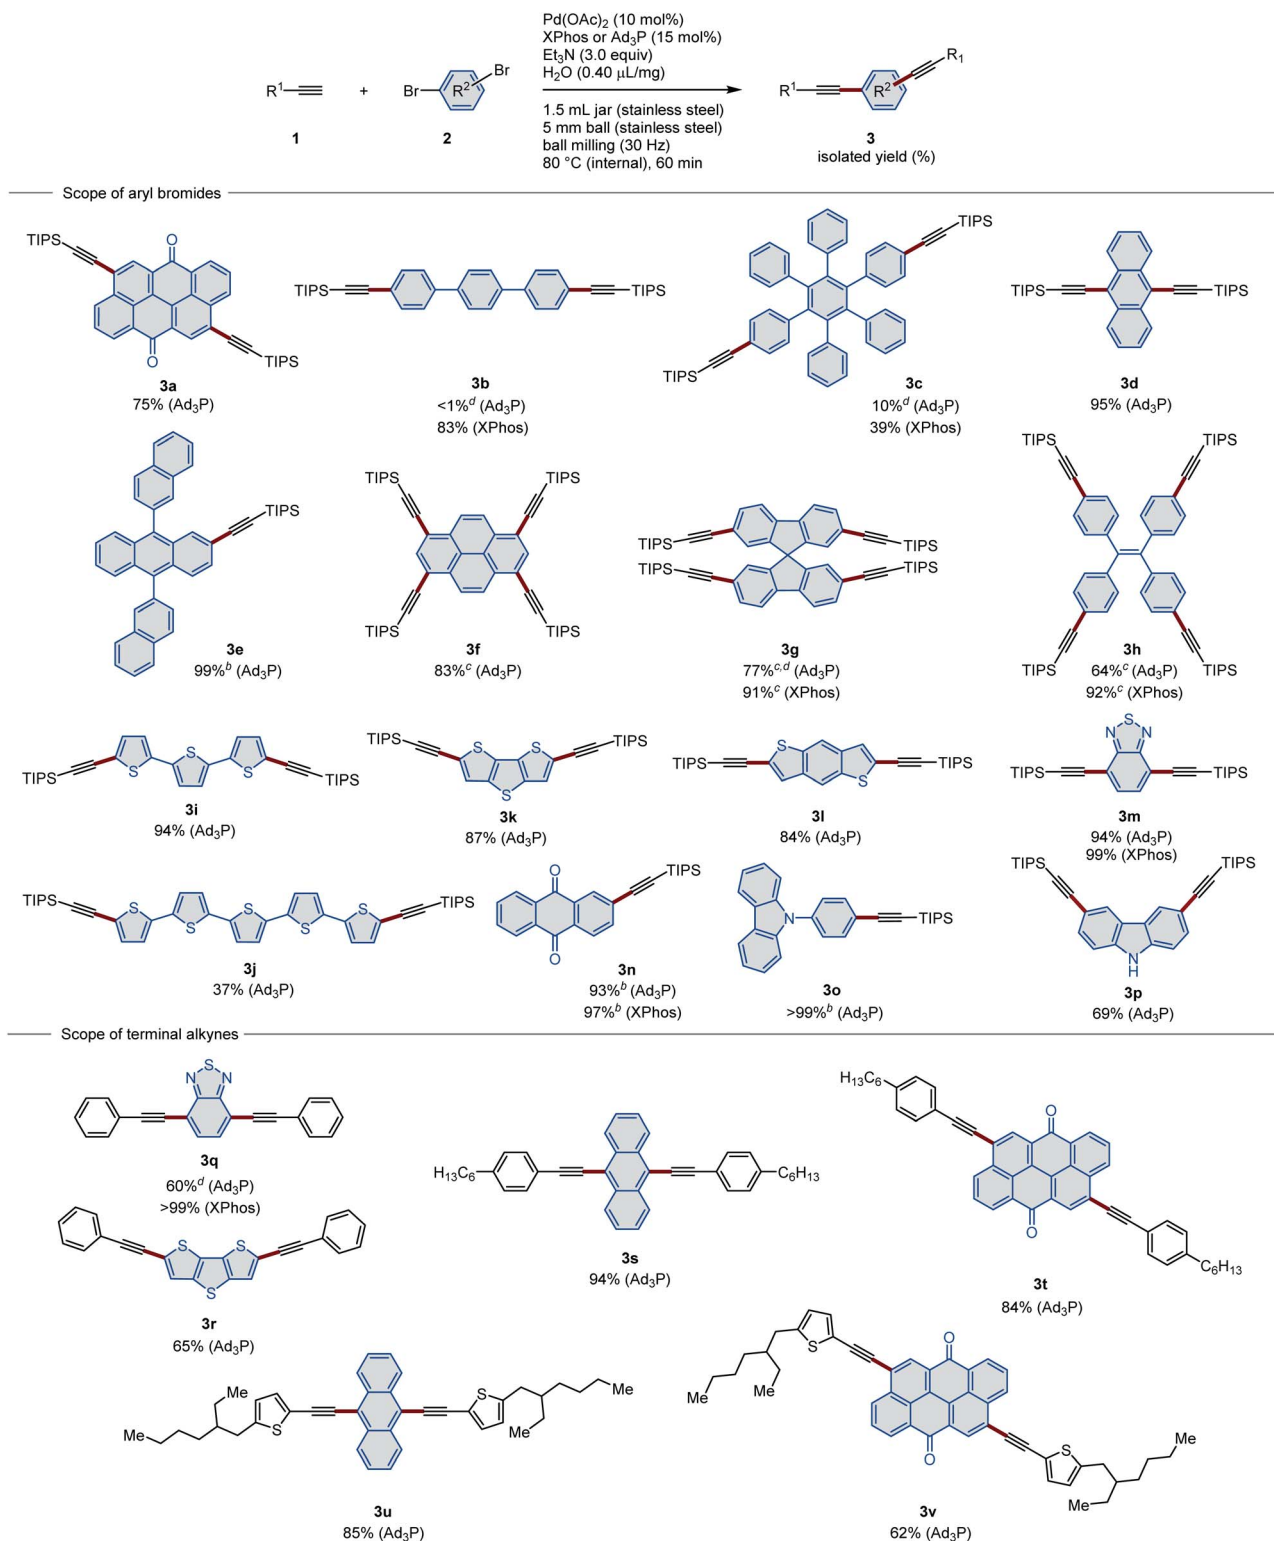 Pd(OAc)₂ (10 mol%)
XPhos or Ad₃P (15 mol%)
Et₃N (3.0 equiv)
H₂O (0.40 μL/mg)
R¹
+
Br
R²
Br
R¹
R²
R₁
1.5 mL jar (stainless steel)
5 mm ball (stainless steel)
ball milling (30 Hz)
80 °C (internal), 60 min
1
2
3
isolated yield (%)
Scope of aryl bromides
TIPS
O
O
TIPS
3a
75% (Ad₃P)
TIPS
TIPS
3b
<1%ᵈ (Ad₃P)
83% (XPhos)
TIPS
TIPS
3c
10%ᵈ (Ad₃P)
39% (XPhos)
TIPS
TIPS
3d
95% (Ad₃P)
TIPS
3e
99%ᵇ (Ad₃P)
TIPS
TIPS
TIPS
TIPS
3f
83%ᶜ (Ad₃P)
TIPS
TIPS
TIPS
TIPS
3g
77%ᶜ,ᵈ (Ad₃P)
91%ᶜ (XPhos)
TIPS
TIPS
TIPS
TIPS
3h
64%ᶜ (Ad₃P)
92%ᶜ (XPhos)
TIPS
S
S
S
TIPS
3i
94% (Ad₃P)
TIPS
S
S
S
TIPS
3k
87% (Ad₃P)
TIPS
S
S
TIPS
3l
84% (Ad₃P)
S
N
N
TIPS
TIPS
3m
94% (Ad₃P)
99% (XPhos)
TIPS
S
S
S
S
S
TIPS
3j
37% (Ad₃P)
O
O
TIPS
3n
93%ᵇ (Ad₃P)
97%ᵇ (XPhos)
N
TIPS
3o
>99%ᵇ (Ad₃P)
TIPS
TIPS
N
H
3p
69% (Ad₃P)
Scope of terminal alkynes
S
N
N
3q
60%ᵈ (Ad₃P)
>99% (XPhos)
S
S
S
3r
65% (Ad₃P)
H₁₃C₆
C₆H₁₃
3s
94% (Ad₃P)
H₁₃C₆
O
O
C₆H₁₃
3t
84% (Ad₃P)
Me
Me
S
S
Me
Me
3u
85% (Ad₃P)
Me
Me
S
O
O
S
Me
Me
3v
62% (Ad₃P)